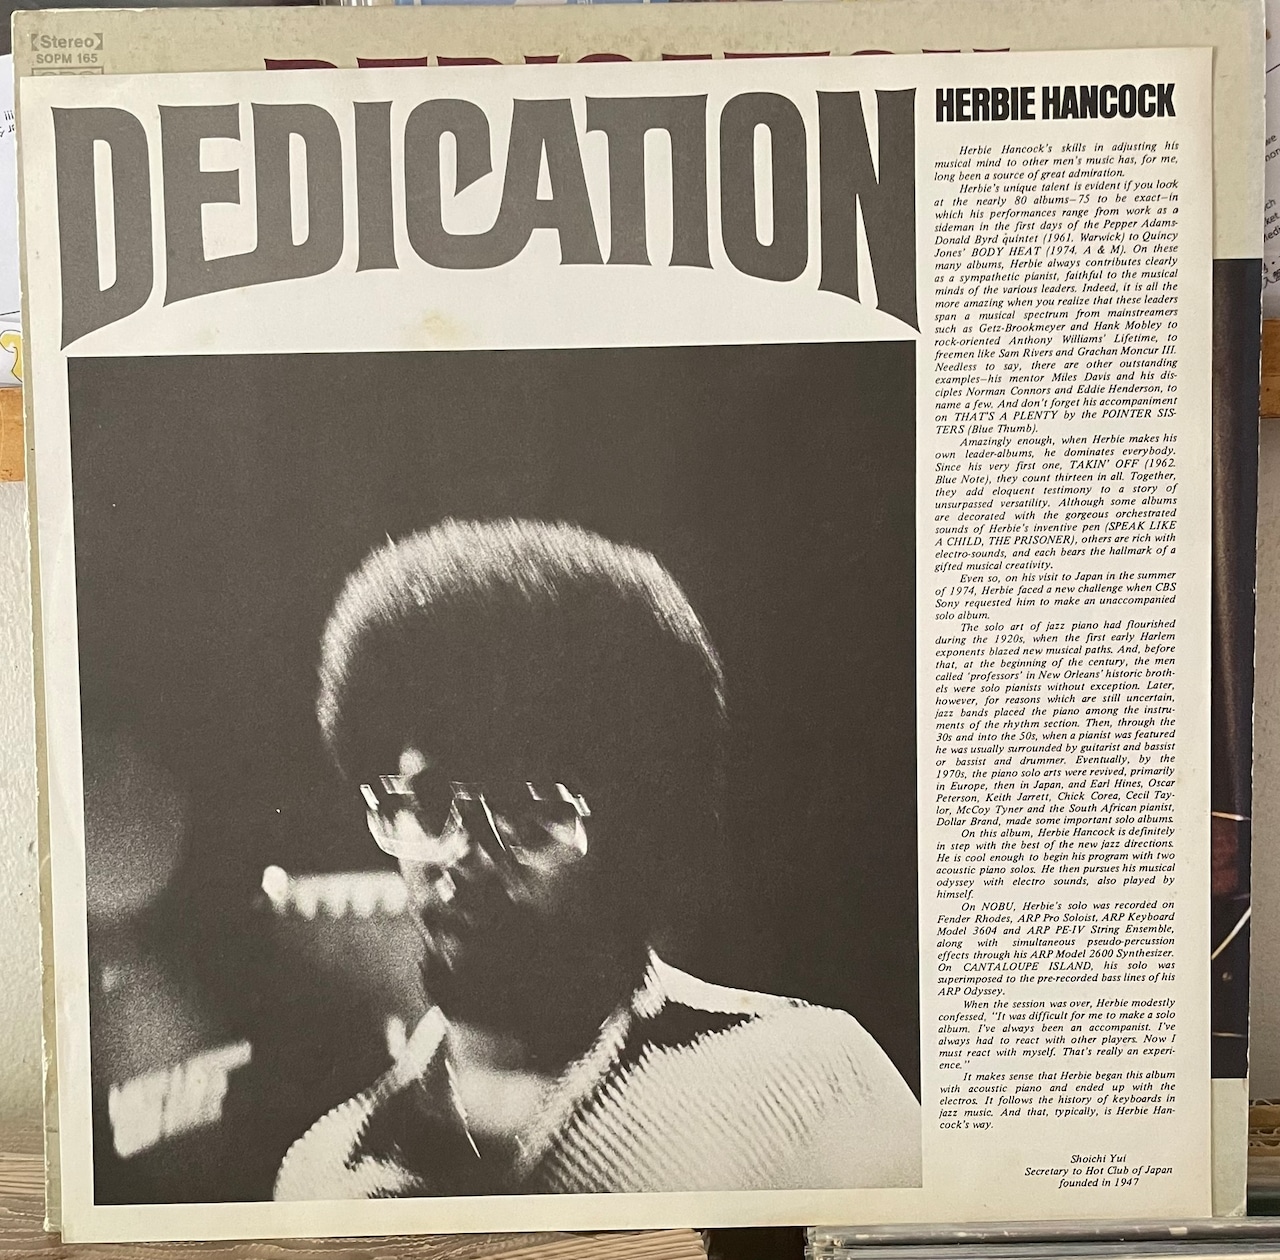 【Stereo】
SOPM 165
DEDICATION
HERBIE HANCOCK
Herbie Hancock's skills in adjusting his
musical mind to other men's music has, for me,
long been a source of great admiration.
Herbie's unique talent is evident if you look
at the nearly 80 albums–75 to be exact–in
which his performances range from work as a
sideman in the first days of the Pepper Adams-
Donald Byrd quintet (1961, Warwick) to Quincy
Jones' BODY HEAT (1974, A & M). On these
many albums, Herbie always contributes clearly
as a sympathetic pianist, faithful to the musical
minds of the various leaders. Indeed, it is all the
more amazing when you realize that these leaders
span a musical spectrum from mainstreamers
such as Getz-Brookmeyer and Hank Mobley to
rock-oriented Anthony Williams' Lifetime, to
freemen like Sam Rivers and Grachan Moncur III.
Needless to say, there are other outstanding
examples–his mentor Miles Davis and his dis-
ciples Norman Connors and Eddie Henderson, to
name a few. And don't forget his accompaniment
on THAT'S A PLENTY by the POINTER SIS-
TERS (Blue Thumb).
Amazingly enough, when Herbie makes his
own leader-albums, he dominates everybody.
Since his very first one, TAKIN' OFF (1962.
Blue Note), they count thirteen in all. Together,
they add eloquent testimony to a story of
unsurpassed versatility. Although some albums
are decorated with the gorgeous orchestrated
sounds of Herbie's inventive pen (SPEAK LIKE
A CHILD, THE PRISONER), others are rich with
electro-sounds, and each bears the hallmark of a
gifted musical creativity.
Even so, on his visit to Japan in the summer
of 1974, Herbie faced a new challenge when CBS
Sony requested him to make an unaccompanied
solo album.
The solo art of jazz piano had flourished
during the 1920s, when the first early Harlem
exponents blazed new musical paths. And, before
that, at the beginning of the century, the men
called 'professors' in New Orleans' historic broth-
els were solo pianists without exception. Later,
however, for reasons which are still uncertain,
jazz bands placed the piano among the instru-
ments of the rhythm section. Then, through the
30s and into the 50s, when a pianist was featured
he was usually surrounded by guitarist and bassist
or bassist and drummer. Eventually, by the
1970s, the piano solo arts were revived, primarily
in Europe, then in Japan, and Earl Hines, Oscar
Peterson, Keith Jarrett, Chick Corea, Cecil Tay-
lor, McCoy Tyner and the South African pianist,
Dollar Brand, made some important solo albums.
On this album, Herbie Hancock is definitely
in step with the best of the new jazz directions.
He is cool enough to begin his program with two
acoustic piano solos. He then pursues his musical
odyssey with electro sounds, also played by
himself.
On NOBU, Herbie's solo was recorded on
Fender Rhodes, ARP Pro Soloist, ARP Keyboard
Model 3604 and ARP PE-IV String Ensemble,
along with simultaneous pseudo-percussion
effects through his ARP Model 2600 Synthesizer.
On CANTALOUPE ISLAND, his solo was
superimposed to the pre-recorded bass lines of his
ARP Odyssey.
When the session was over, Herbie modestly
confessed, "It was difficult for me to make a solo
album. I've always been an accompanist. I've
always had to react with other players. Now I
must react with myself. That's really an experi-
ence."
It makes sense that Herbie began this album
with acoustic piano and ended up with the
electros. It follows the history of keyboards in
jazz music. And that, typically, is Herbie Han-
cock's way.
Shoichi Yui
Secretary to Hot Club of Japan
founded in 1947